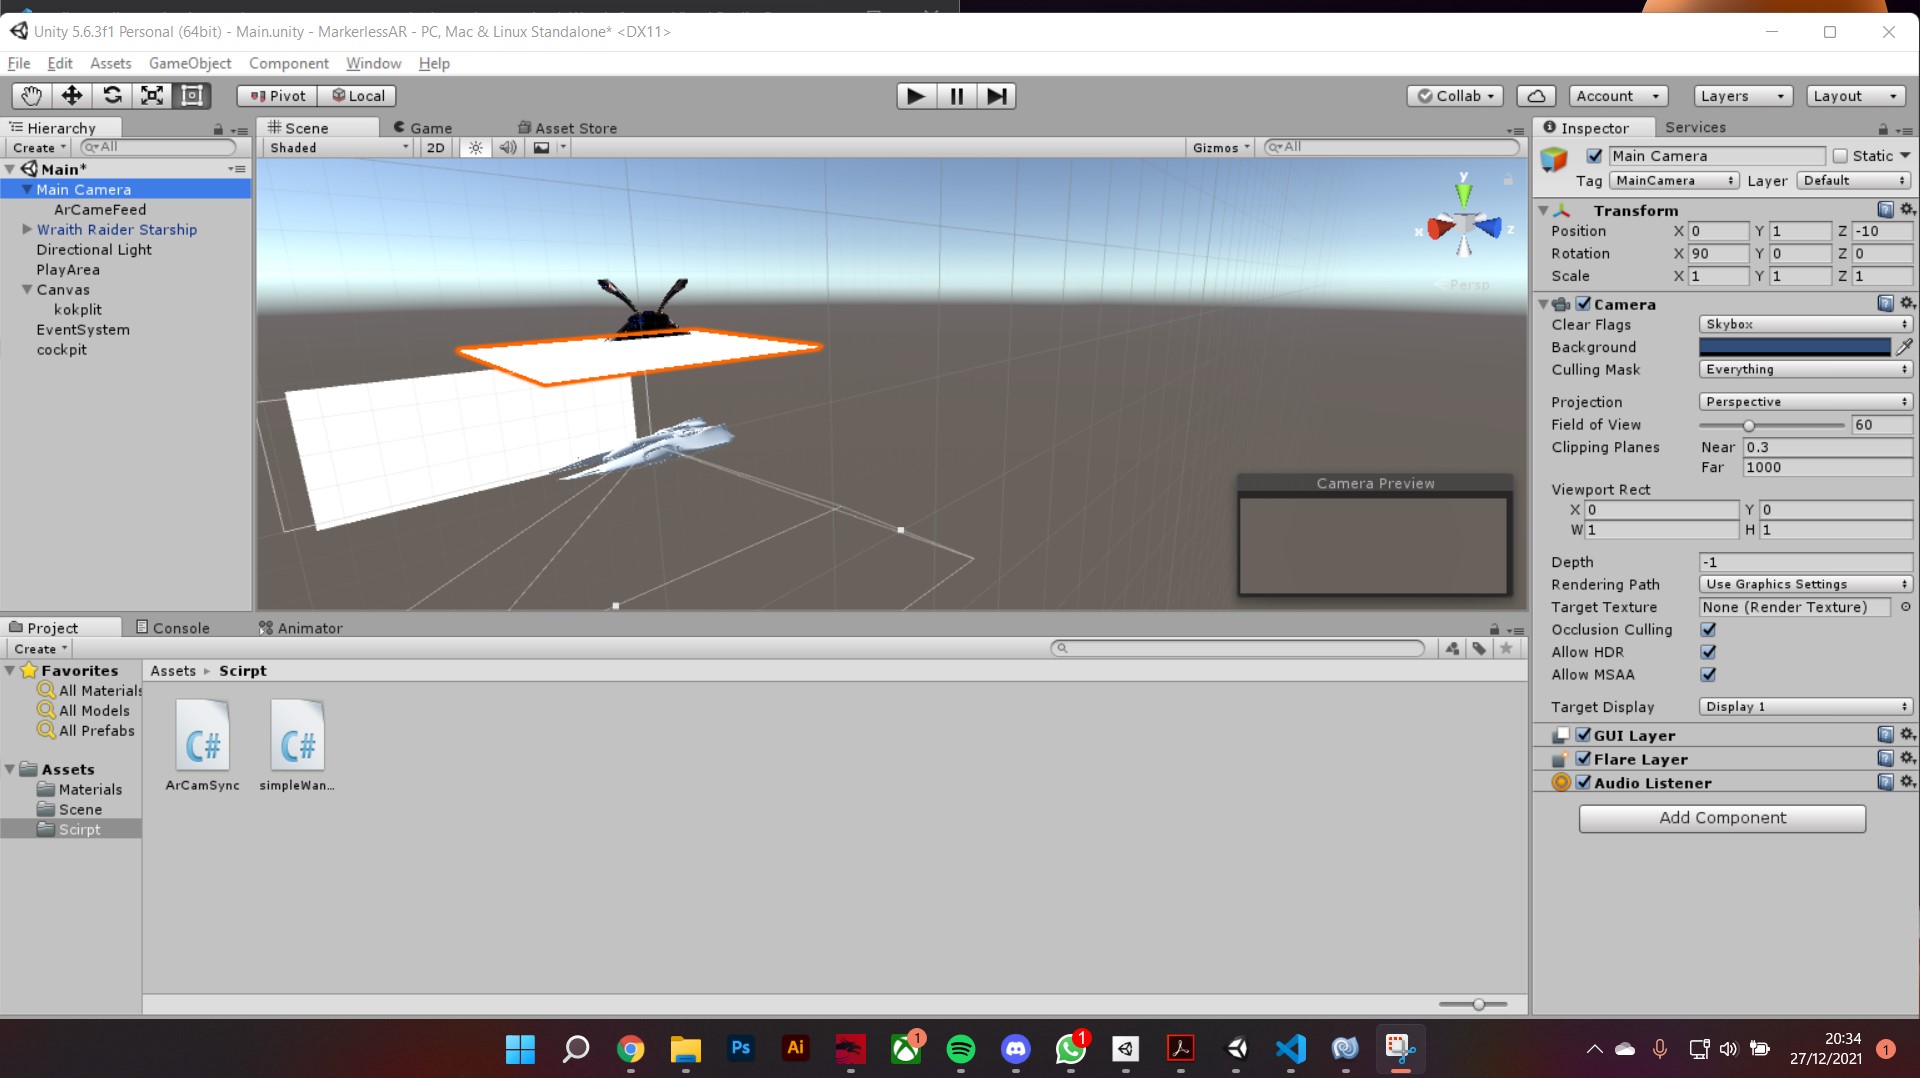 Unity 5.6.3f1 Personal (64bit) - Main.unity - MarkerlessAR - PC, Mac & Linux Standalone* <DX11>
File Edit Assets GameObject Component Window Help
Pivot Local Collab Account Layers Layout
Hierarchy
Create All
Main*
Main Camera
ArCameFeed
Wraith Raider Starship
Directional Light
PlayArea
Canvas
kokplit
EventSystem
cockpit
Scene Game Asset Store
Shaded 2D Gizmos All
y
x z
Persp
Camera Preview
Inspector Services
Main Camera Static
Tag MainCamera Layer Default
Transform
Position X 0 Y 1 Z -10
Rotation X 90 Y 0 Z 0
Scale X 1 Y 1 Z 1
Camera
Clear Flags Skybox
Background
Culling Mask Everything
Projection Perspective
Field of View 60
Clipping Planes Near 0.3
Far 1000
Viewport Rect
X 0 Y 0
W 1 H 1
Depth -1
Rendering Path Use Graphics Settings
Target Texture None (Render Texture)
Occlusion Culling
Allow HDR
Allow MSAA
Target Display Display 1
GUI Layer
Flare Layer
Audio Listener
Add Component
Project Console Animator
Create
Favorites
All Materials
All Models
All Prefabs
Assets
Materials
Scene
Scirpt
Assets ▸ Scirpt
C# C#
ArCamSync simpleWan...
Ps Ai 1 1
20:34
27/12/2021 1